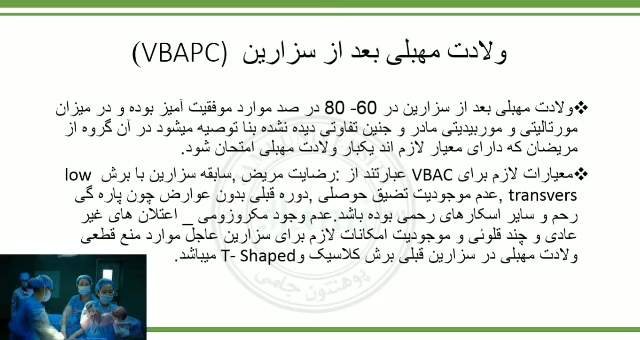 ولادت مهبلی بعد از سزارین (VBAPC)
❖ولادت مهبلی بعد از سزارین در 60- 80 در صد موارد موفقیت آمیز بوده و در میزان
مورتالیتی و موربیدیتی مادر و جنین تفاوتی دیده نشده بنا توصیه میشود در آن گروه از
مریضان که دارای معیار لازم اند یکبار ولادت مهبلی امتحان شود.
❖معیارات لازم برای VBAC عبارتند از :رضایت مریض ,سابقه سزارین با برش low
transvers ,عدم موجودیت تضیق حوصلی ,دوره قبلی بدون عوارض چون پاره گی
رحم و سایر اسکارهای رحمی بوده باشد.عدم وجود مکروزومی _ اعتلان های غیر
عادی و چند قلوئی و موجودیت امکانات لازم برای سزارین عاجل موارد منع قطعی
ولادت مهبلی در سزارین قبلی برش کلاسیک وT- Shaped میباشد.
پوهنتون جامی